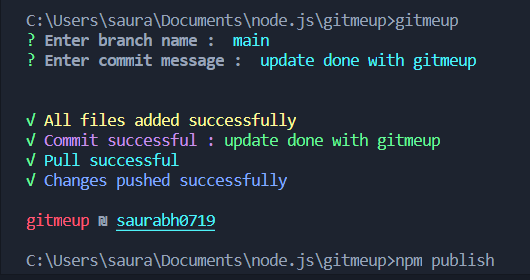 C:\Users\saura\Documents\node.js\gitmeup>gitmeup
? Enter branch name :  main
? Enter commit message :  update done with gitmeup
√ All files added successfully
√ Commit successful : update done with gitmeup
√ Pull successful
√ Changes pushed successfully
gitmeup ₪ saurabh0719
C:\Users\saura\Documents\node.js\gitmeup>npm publish